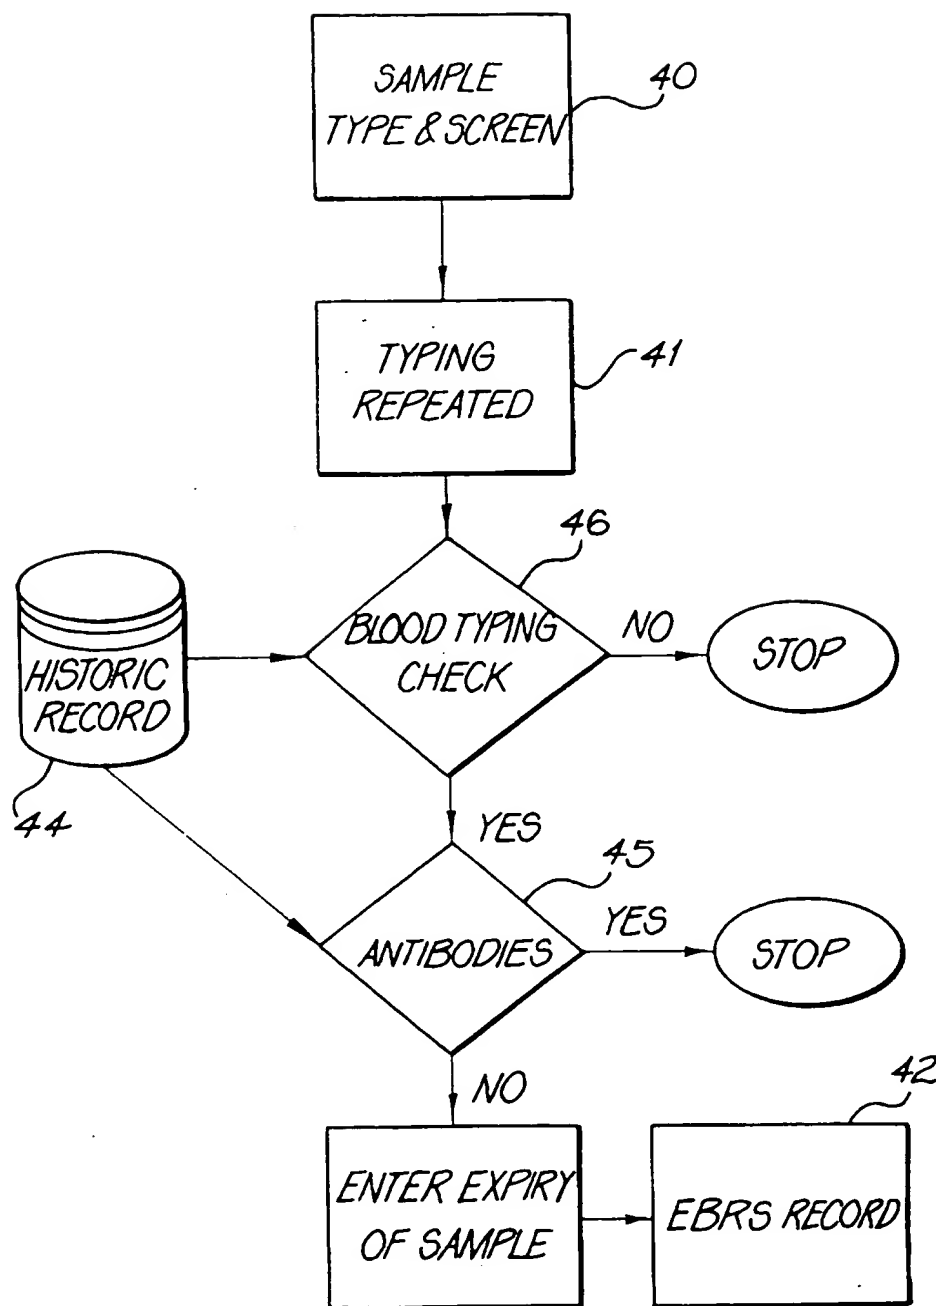 SAMPLE
TYPE & SCREEN
40
TYPING
REPEATED
41
46
BLOOD TYPING
CHECK
NO
STOP
HISTORIC
RECORD
44
YES
45
ANTIBODIES
YES
STOP
NO
42
ENTER EXPIRY
OF SAMPLE
EBRS RECORD